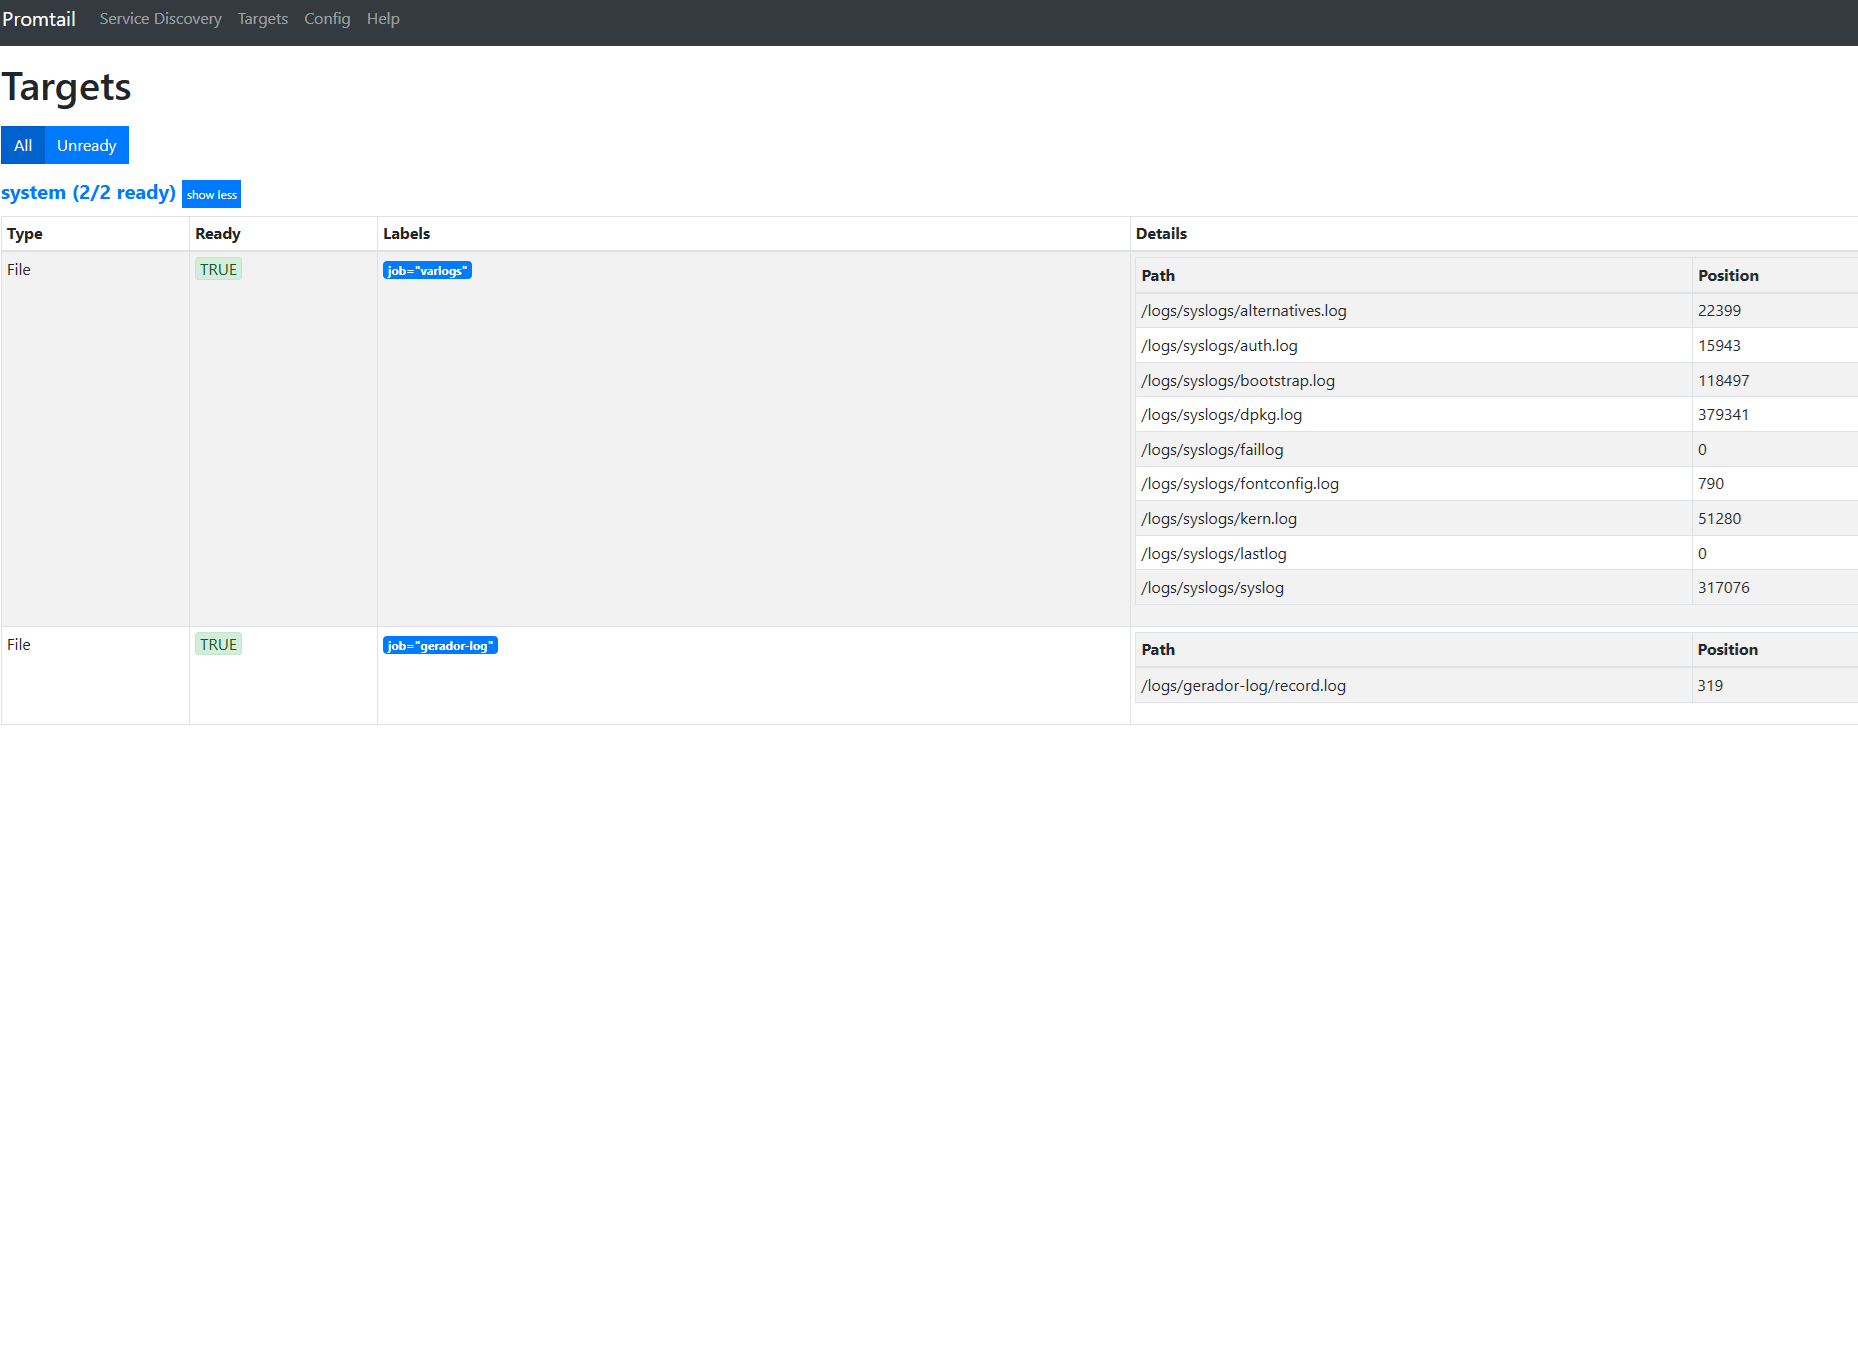 Promtail Service Discovery Targets Config Help
Targets
All Unready
system (2/2 ready) show less
Type Ready Labels Details
File TRUE job="varlogs" Path Position
/logs/syslogs/alternatives.log 22399
/logs/syslogs/auth.log 15943
/logs/syslogs/bootstrap.log 118497
/logs/syslogs/dpkg.log 379341
/logs/syslogs/faillog 0
/logs/syslogs/fontconfig.log 790
/logs/syslogs/kern.log 51280
/logs/syslogs/lastlog 0
/logs/syslogs/syslog 317076
File TRUE job="gerador-log" Path Position
/logs/gerador-log/record.log 319